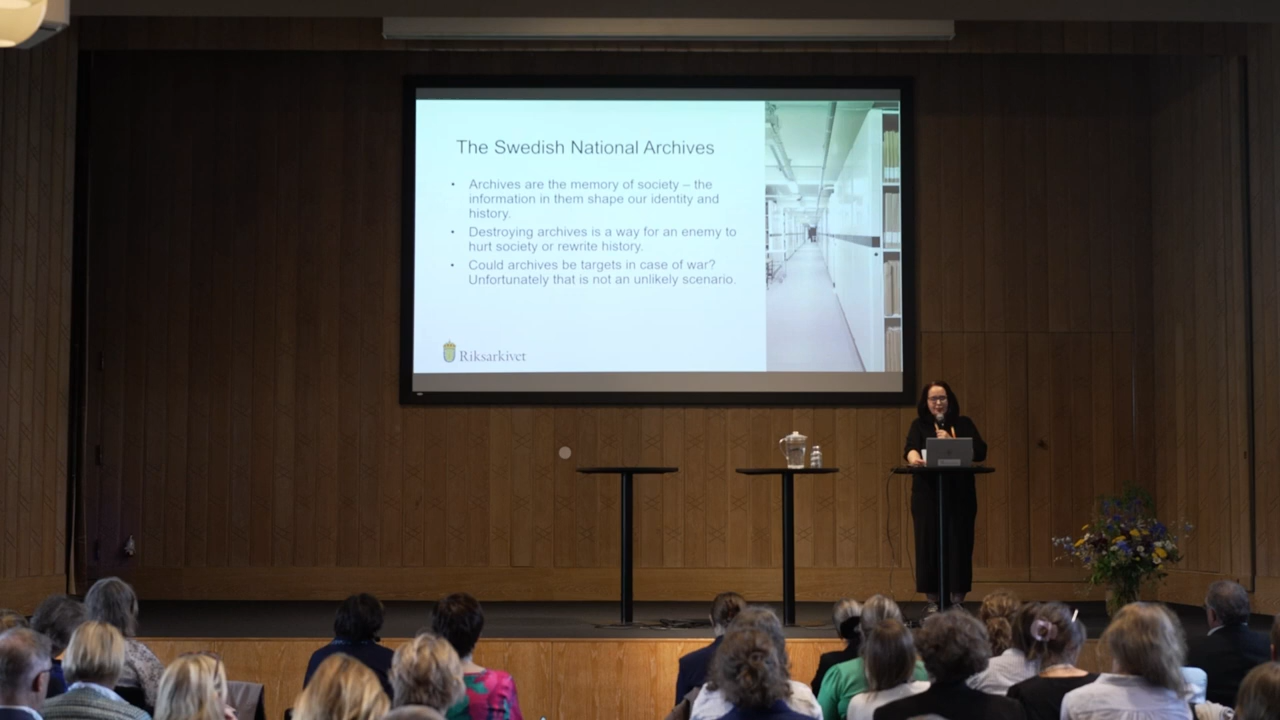 The Swedish National Archives
• Archives are the memory of society – the
information in them shape our identity and
history.
• Destroying archives is a way for an enemy to
hurt society or rewrite history.
• Could archives be targets in case of war?
Unfortunately that is not an unlikely scenario.
Riksarkivet